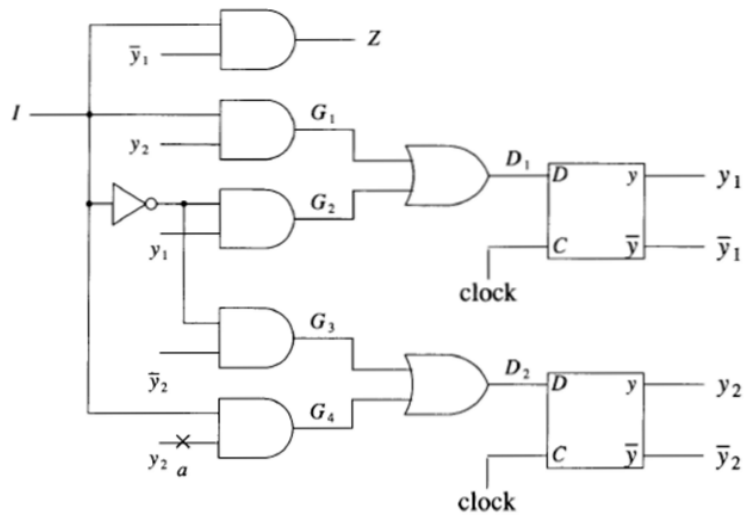 Z
ȳ₁
I
G₁
y₂
D₁
D
y
y₁
G₂
y₁
C
ȳ
ȳ₁
clock
G₃
ȳ₂
D₂
D
y
y₂
G₄
y₂
a
C
ȳ
ȳ₂
clock